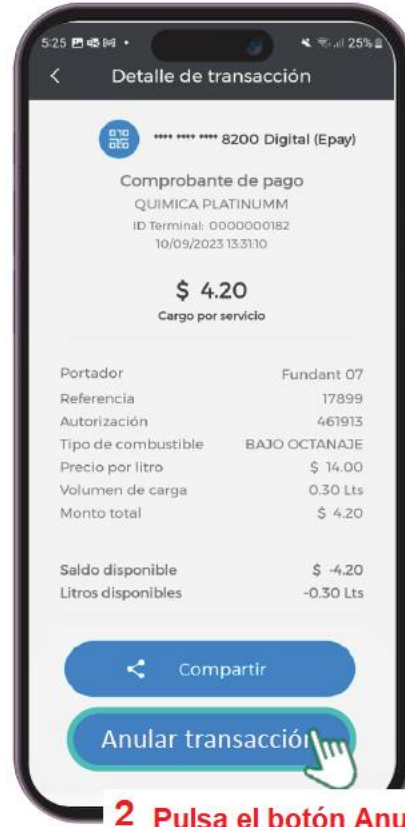 5:25 25%
Detalle de transacción
**** **** **** 8200 Digital (Epay)
Comprobante de pago
QUIMICA PLATINUMM
ID Terminal: 0000000182
10/09/2023 13:31:10
$ 4.20
Cargo por servicio
Portador Fundant 07
Referencia 17899
Autorización 461913
Tipo de combustible BAJO OCTANAJE
Precio por litro $ 14.00
Volumen de carga 0.30 Lts
Monto total $ 4.20
Saldo disponible $ -4.20
Litros disponibles -0.30 Lts
Compartir
Anular transacción
2 Pulsa el botón Anu